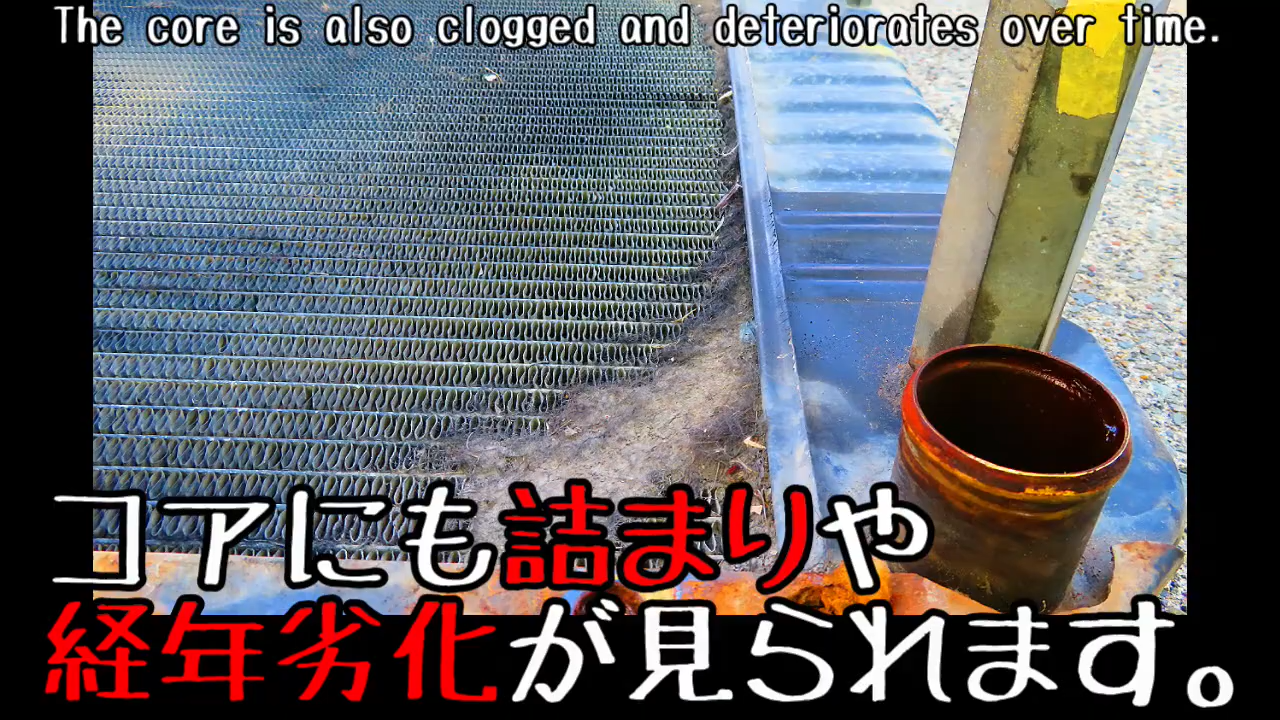 The core is also clogged and deteriorates over time.
コアにも詰まりや
経年劣化が見られます。